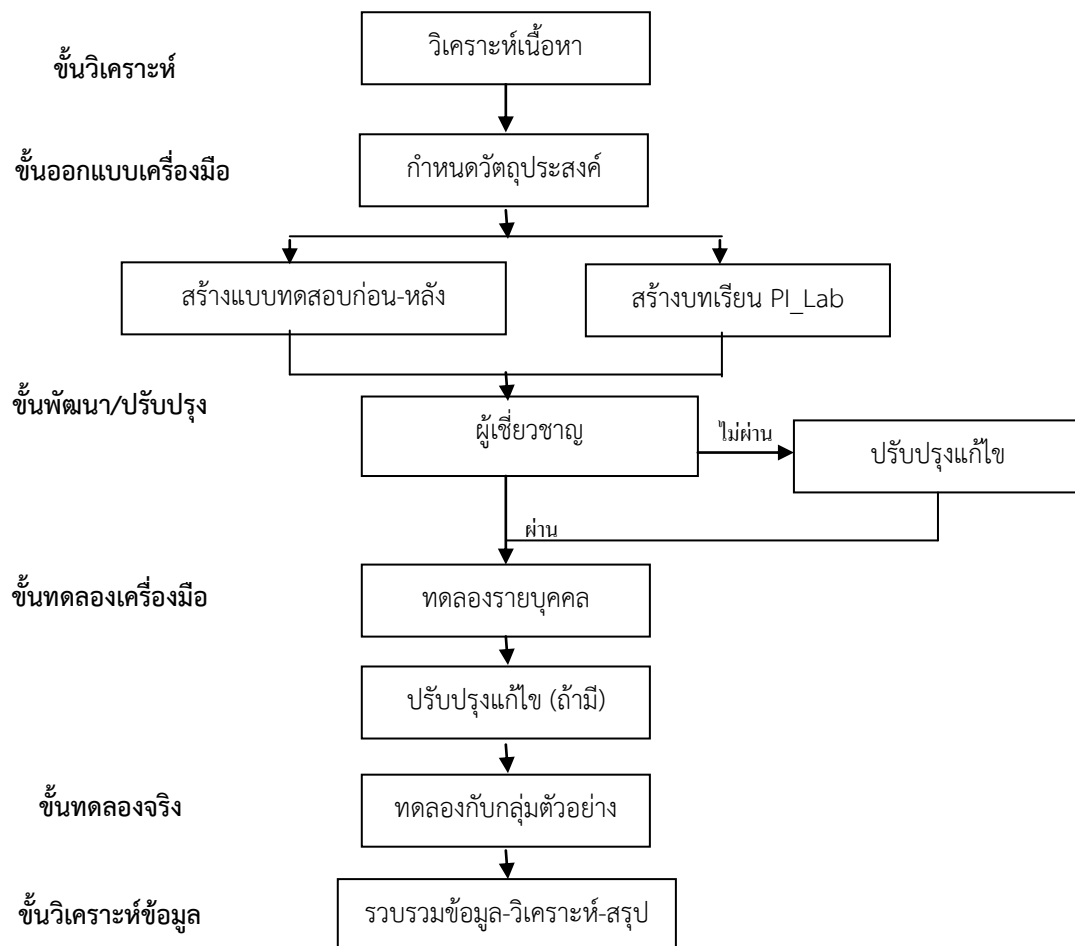 วิเคราะห์เนื้อหา
ขั้นวิเคราะห์
กำหนดวัตถุประสงค์
ขั้นออกแบบเครื่องมือ
สร้างแบบทดสอบก่อน-หลัง
สร้างบทเรียน PI_Lab
ขั้นพัฒนา/ปรับปรุง
ผู้เชี่ยวชาญ
ไม่ผ่าน
ปรับปรุงแก้ไข
ผ่าน
ขั้นทดลองเครื่องมือ
ทดลองรายบุคคล
ปรับปรุงแก้ไข (ถ้ามี)
ขั้นทดลองจริง
ทดลองกับกลุ่มตัวอย่าง
ขั้นวิเคราะห์ข้อมูล
รวบรวมข้อมูล-วิเคราะห์-สรุป